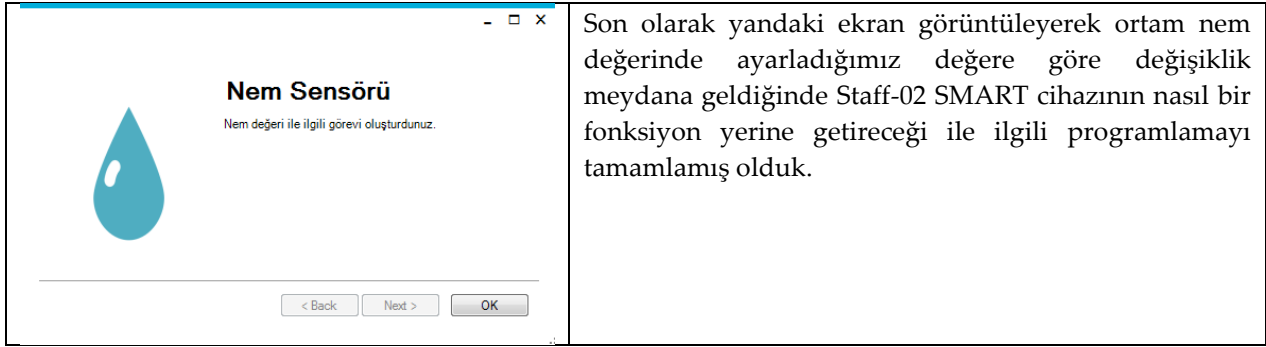 Nem Sensörü
Nem değeri ile ilgili görevi oluşturdunuz.
< Back
Next >
OK
Son olarak yandaki ekran görüntüleyerek ortam nem
değerinde ayarladığımız değere göre değişiklik
meydana geldiğinde Staff-02 SMART cihazının nasıl bir
fonksiyon yerine getireceği ile ilgili programlamayı
tamamlamış olduk.